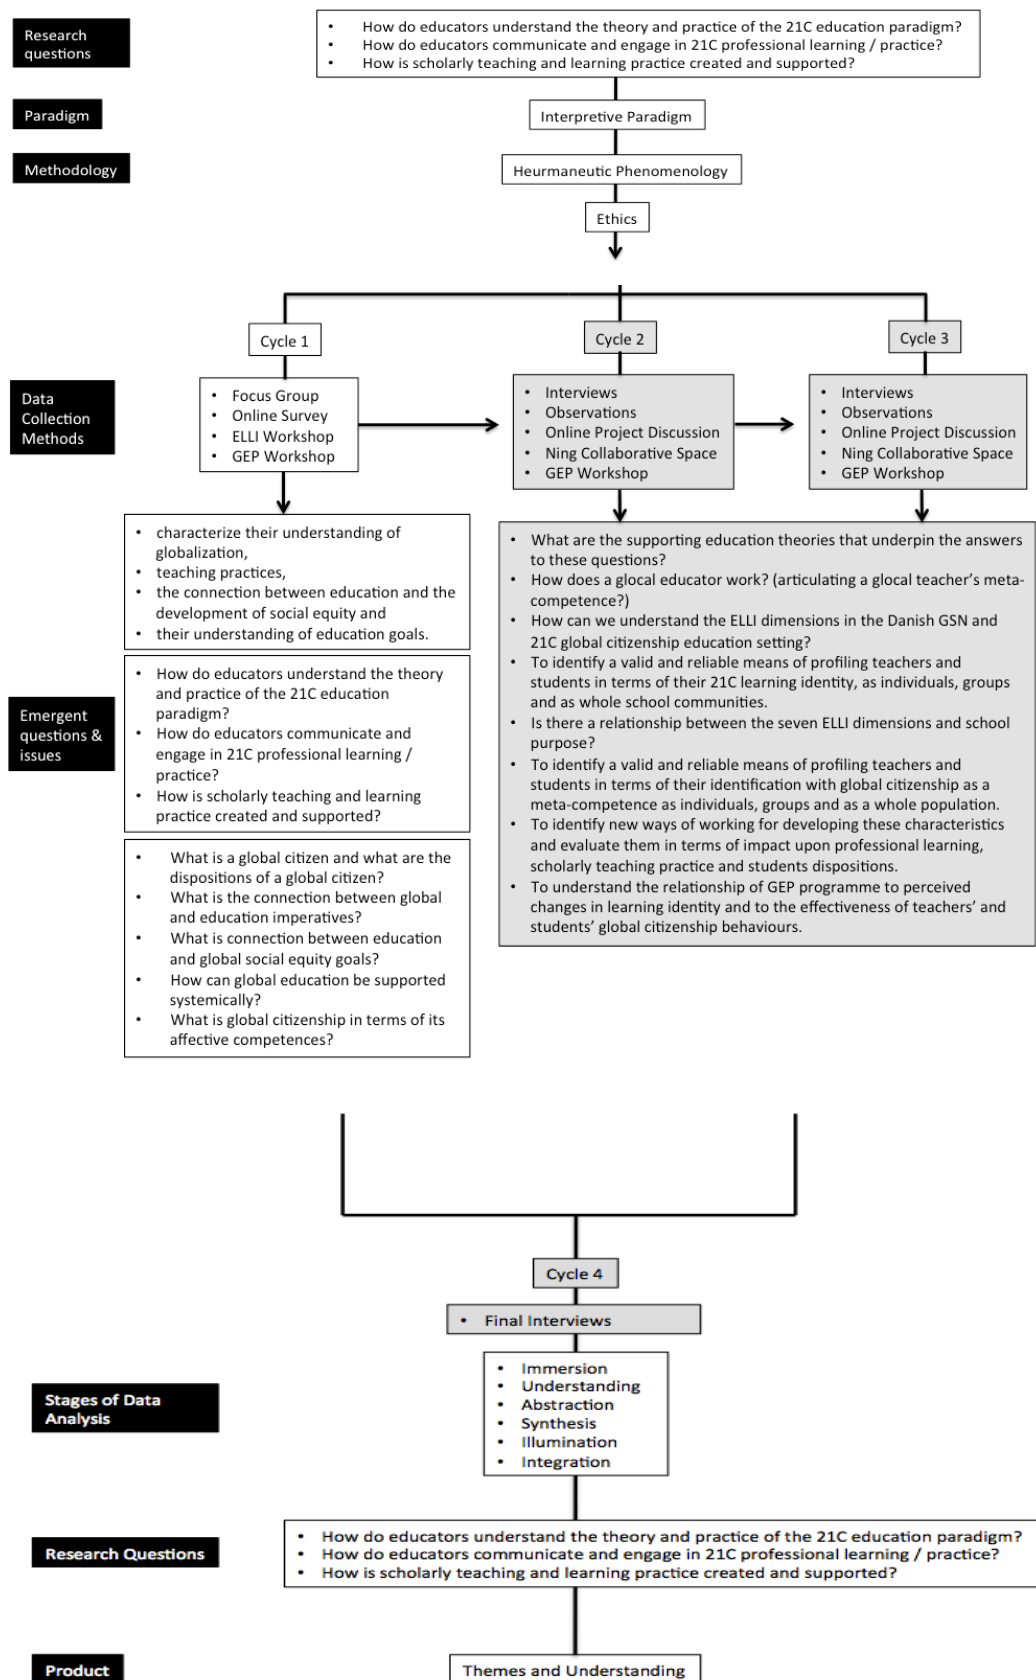 Research
questions
• How do educators understand the theory and practice of the 21C education paradigm?
• How do educators communicate and engage in 21C professional learning / practice?
• How is scholarly teaching and learning practice created and supported?
Paradigm
Interpretive Paradigm
Methodology
Heurmaneutic Phenomenology
Ethics
Cycle 1
Cycle 2
Cycle 3
Data
Collection
Methods
• Focus Group
• Online Survey
• ELLI Workshop
• GEP Workshop
• Interviews
• Observations
• Online Project Discussion
• Ning Collaborative Space
• GEP Workshop
• Interviews
• Observations
• Online Project Discussion
• Ning Collaborative Space
• GEP Workshop
Emergent
questions &
issues
• characterize their understanding of
globalization,
• teaching practices,
• the connection between education and the
development of social equity and
• their understanding of education goals.
• How do educators understand the theory
and practice of the 21C education
paradigm?
• How do educators communicate and
engage in 21C professional learning /
practice?
• How is scholarly teaching and learning
practice created and supported?
• What is a global citizen and what are the
dispositions of a global citizen?
• What is the connection between global
and education imperatives?
• What is connection between education
and global social equity goals?
• How can global education be supported
systemically?
• What is global citizenship in terms of its
affective competences?
• What are the supporting education theories that underpin the answers
to these questions?
• How does a glocal educator work? (articulating a glocal teacher's meta-
competence?)
• How can we understand the ELLI dimensions in the Danish GSN and
21C global citizenship education setting?
• To identify a valid and reliable means of profiling teachers and
students in terms of their 21C learning identity, as individuals, groups
and as whole school communities.
• Is there a relationship between the seven ELLI dimensions and school
purpose?
• To identify a valid and reliable means of profiling teachers and
students in terms of their identification with global citizenship as a
meta-competence as individuals, groups and as a whole population.
• To identify new ways of working for developing these characteristics
and evaluate them in terms of impact upon professional learning,
scholarly teaching practice and students dispositions.
• To understand the relationship of GEP programme to perceived
changes in learning identity and to the effectiveness of teachers' and
students' global citizenship behaviours.
Cycle 4
• Final Interviews
Stages of Data
Analysis
• Immersion
• Understanding
• Abstraction
• Synthesis
• Illumination
• Integration
Research Questions
• How do educators understand the theory and practice of the 21C education paradigm?
• How do educators communicate and engage in 21C professional learning / practice?
• How is scholarly teaching and learning practice created and supported?
Product
Themes and Understanding